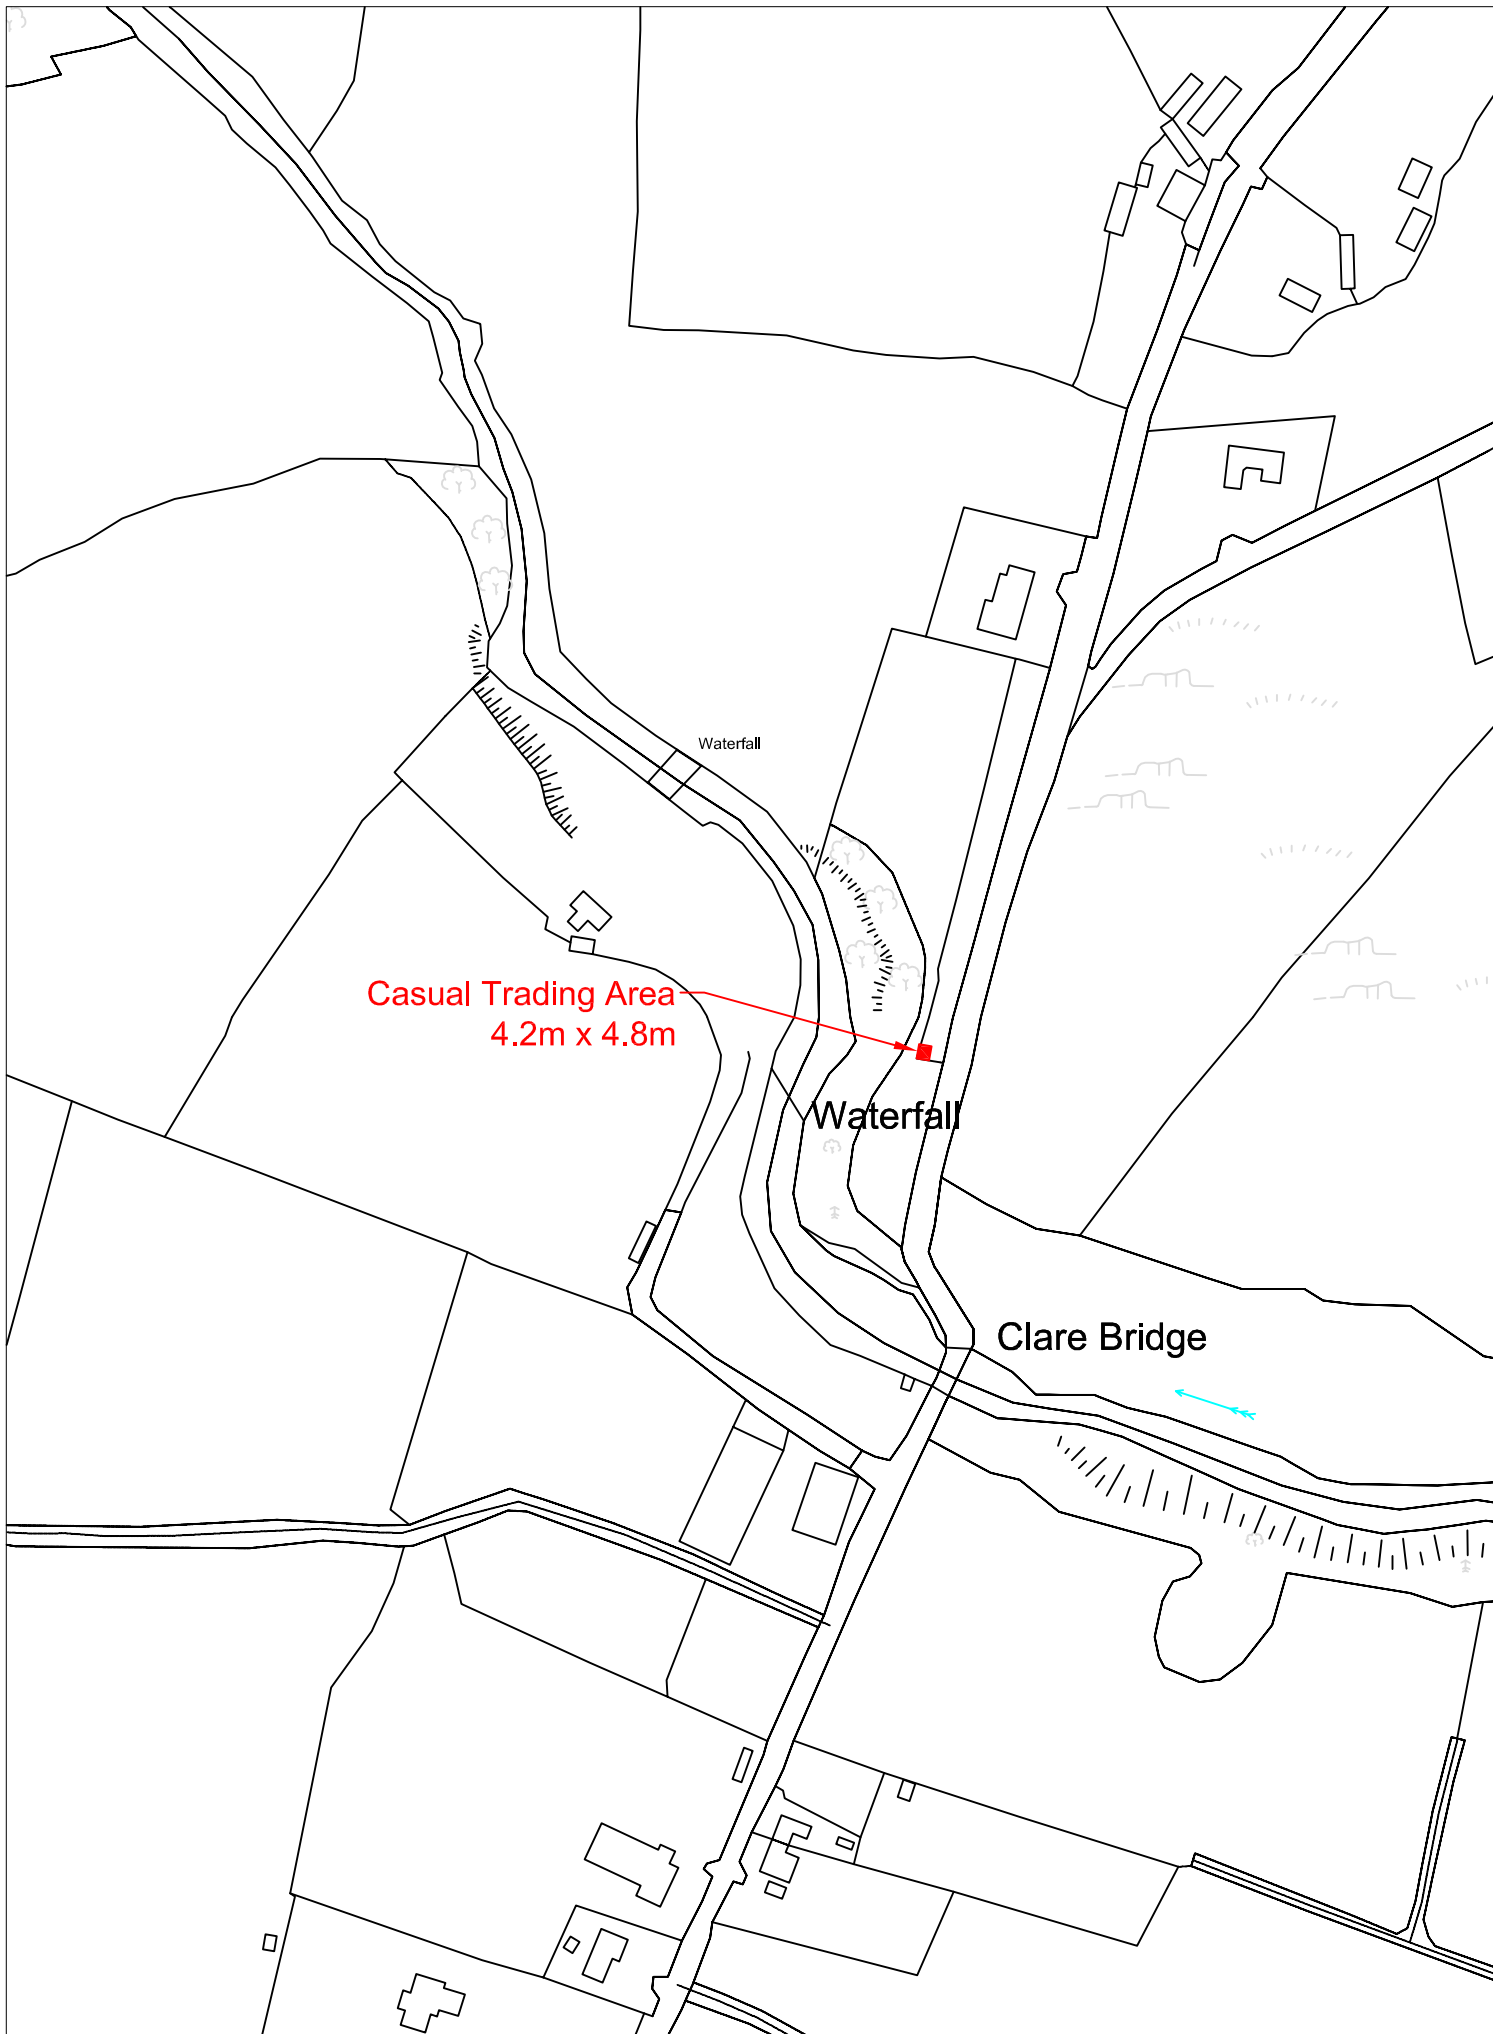 Waterfall
Casual Trading Area
4.2m x 4.8m
Waterfall
Clare Bridge